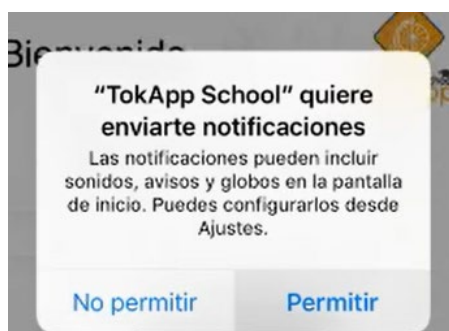 Bienvenido
“TokApp School” quiere
enviarte notificaciones
Las notificaciones pueden incluir
sonidos, avisos y globos en la pantalla
de inicio. Puedes configurarlos desde
Ajustes.
No permitir
Permitir